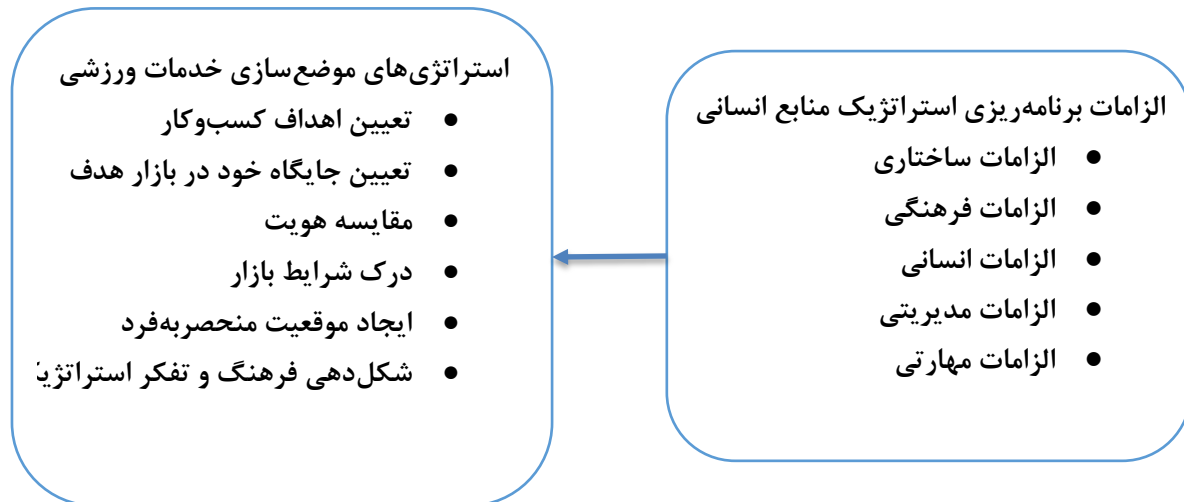 الزامات برنامه‌ریزی استراتژیک منابع انسانی
● الزامات ساختاری
● الزامات فرهنگی
● الزامات انسانی
● الزامات مدیریتی
● الزامات مهارتی
استراتژی‌های موضع‌سازی خدمات ورزشی
● تعیین اهداف کسب‌وکار
● تعیین جایگاه خود در بازار هدف
● مقایسه هویت
● درک شرایط بازار
● ایجاد موقعیت منحصربه‌فرد
● شکل‌دهی فرهنگ و تفکر